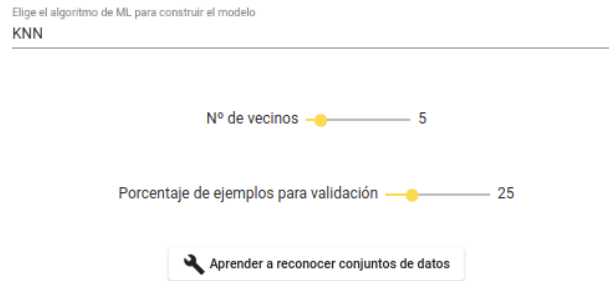 Elige el algoritmo de ML para construir el modelo
KNN
Nº de vecinos 5
Porcentaje de ejemplos para validación 25
Aprender a reconocer conjuntos de datos